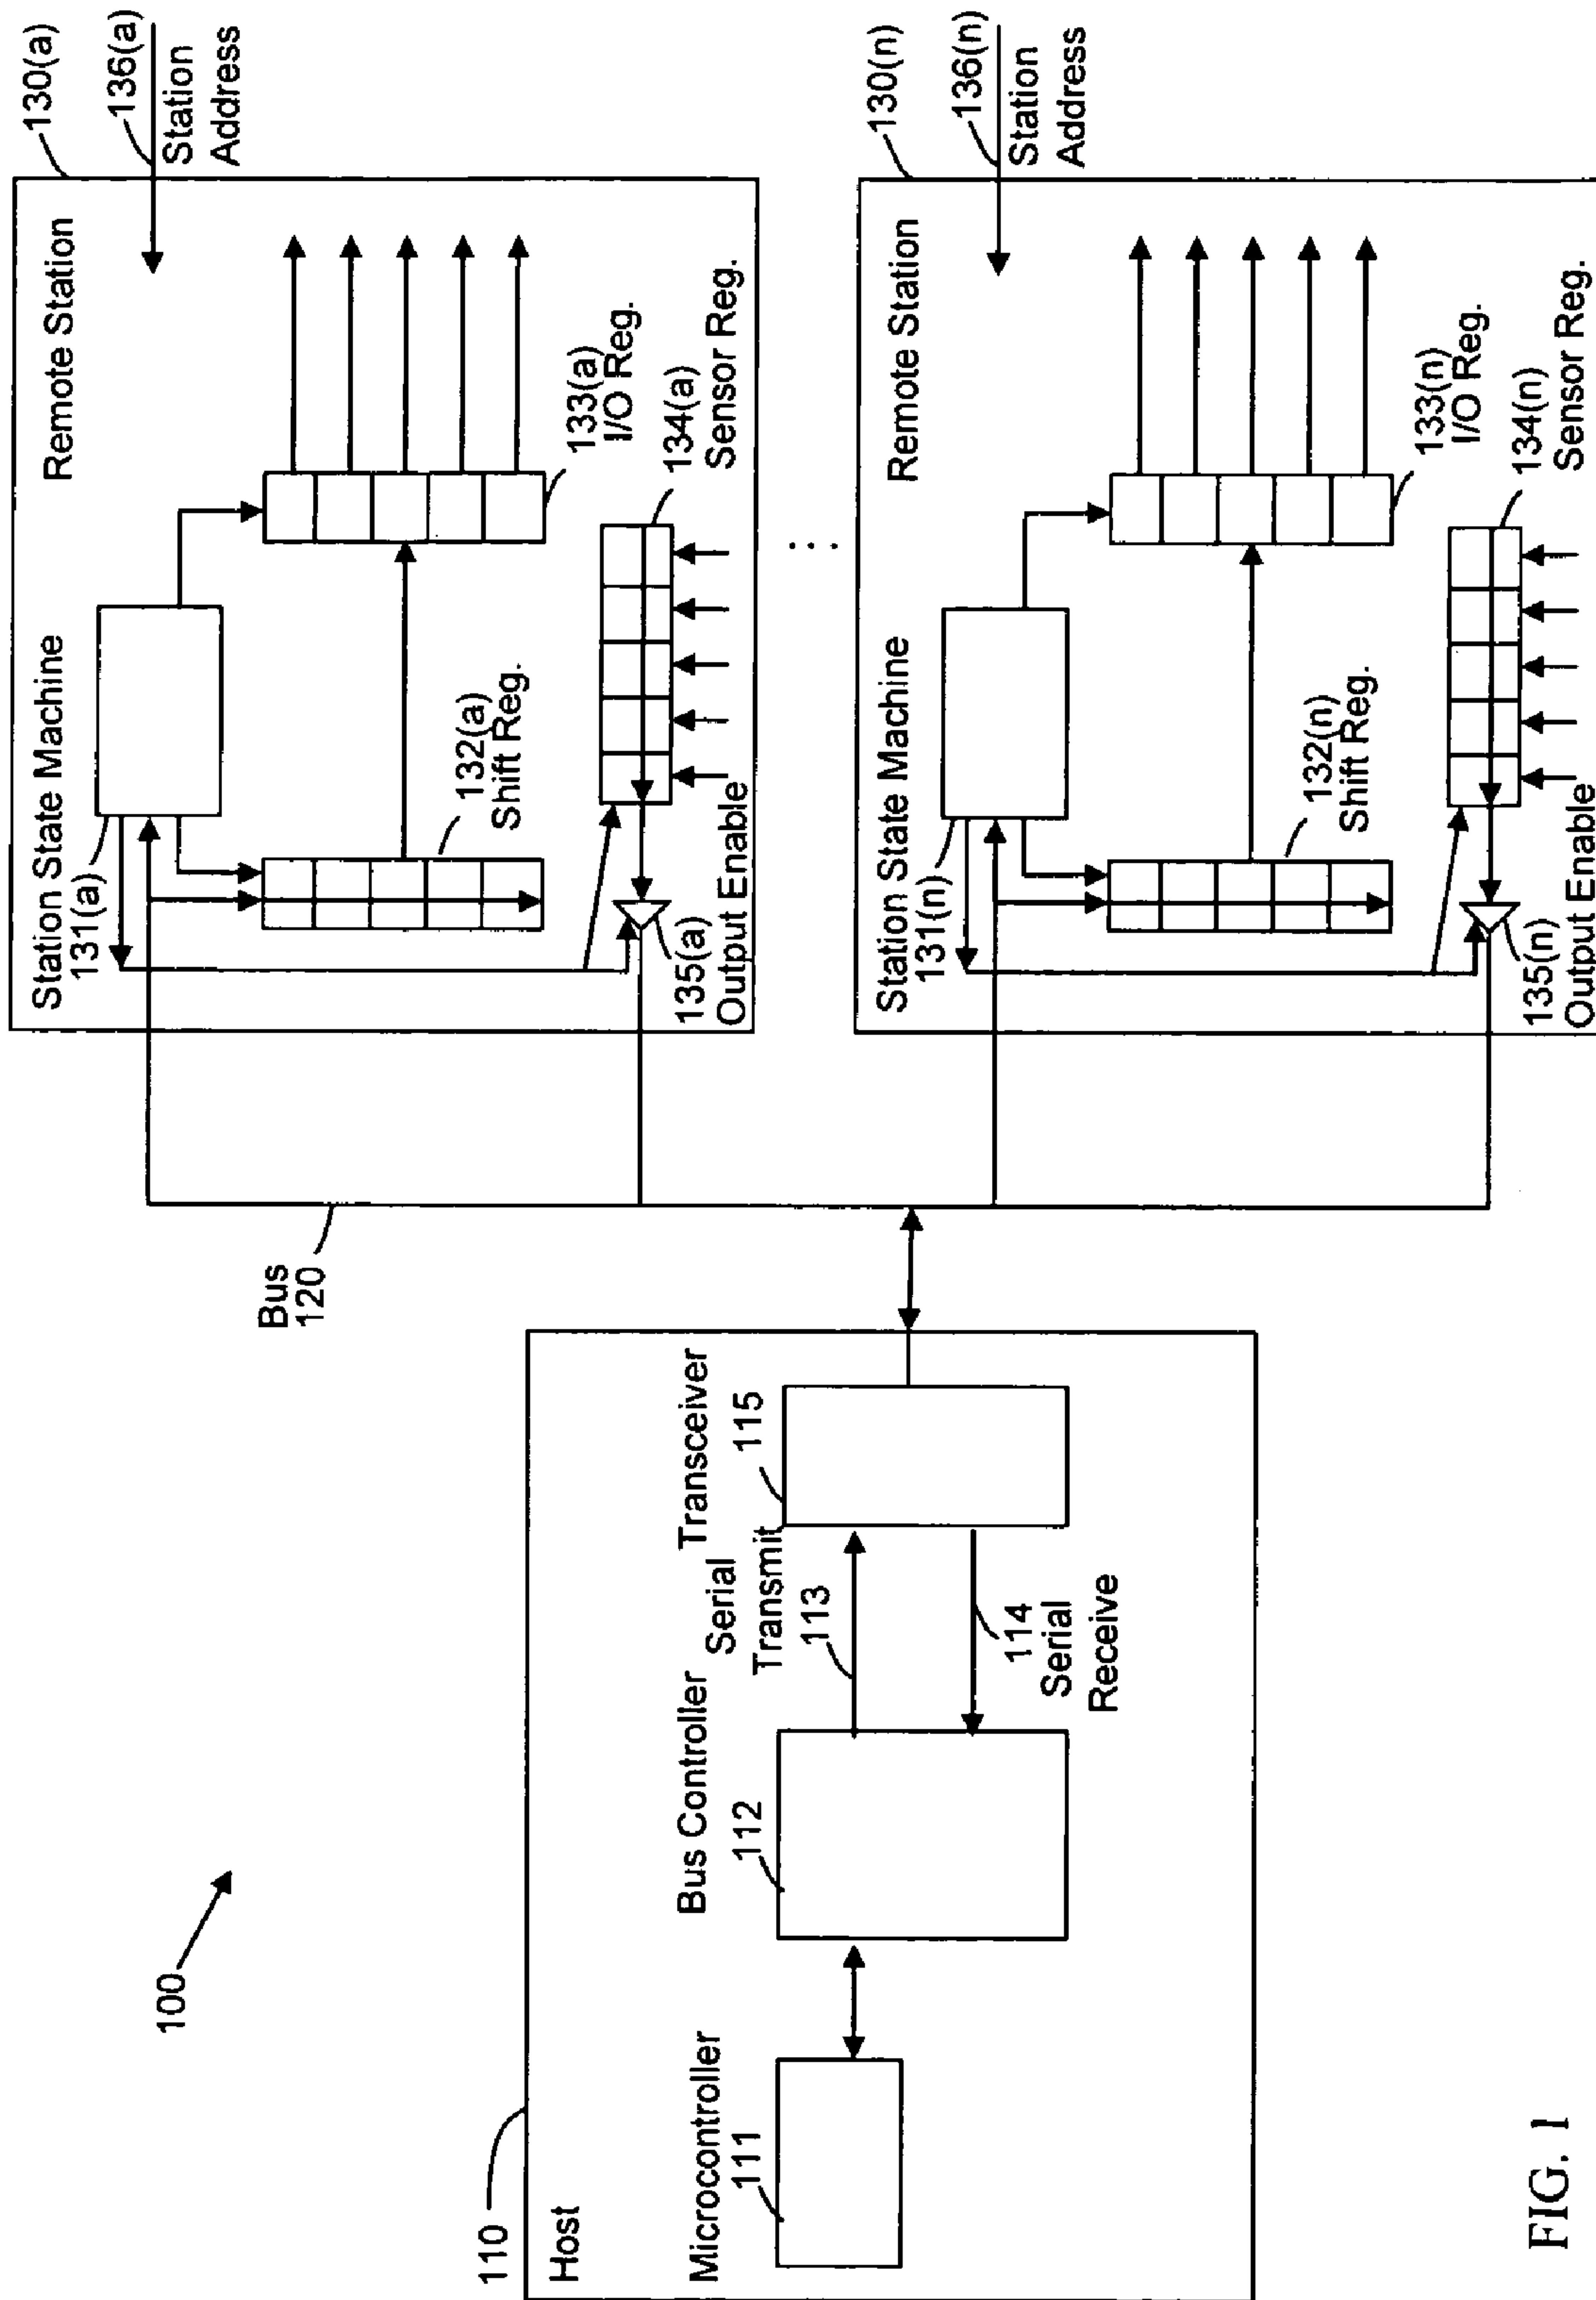 100
110
Host
Microcontroller
111
Bus Controller
112
Serial
Transmit
113
114
Serial
Receive
Transceiver
115
Bus
120
130(a)
Remote Station
136(a)
Station
Address
Station State Machine
131(a)
132(a)
Shift Reg.
133(a)
I/O Reg.
134(a)
Sensor Reg.
135(a)
Output Enable
130(n)
Remote Station
136(n)
Station
Address
Station State Machine
131(n)
132(n)
Shift Reg.
133(n)
I/O Reg.
134(n)
Sensor Reg.
135(n)
Output Enable
FIG. 1